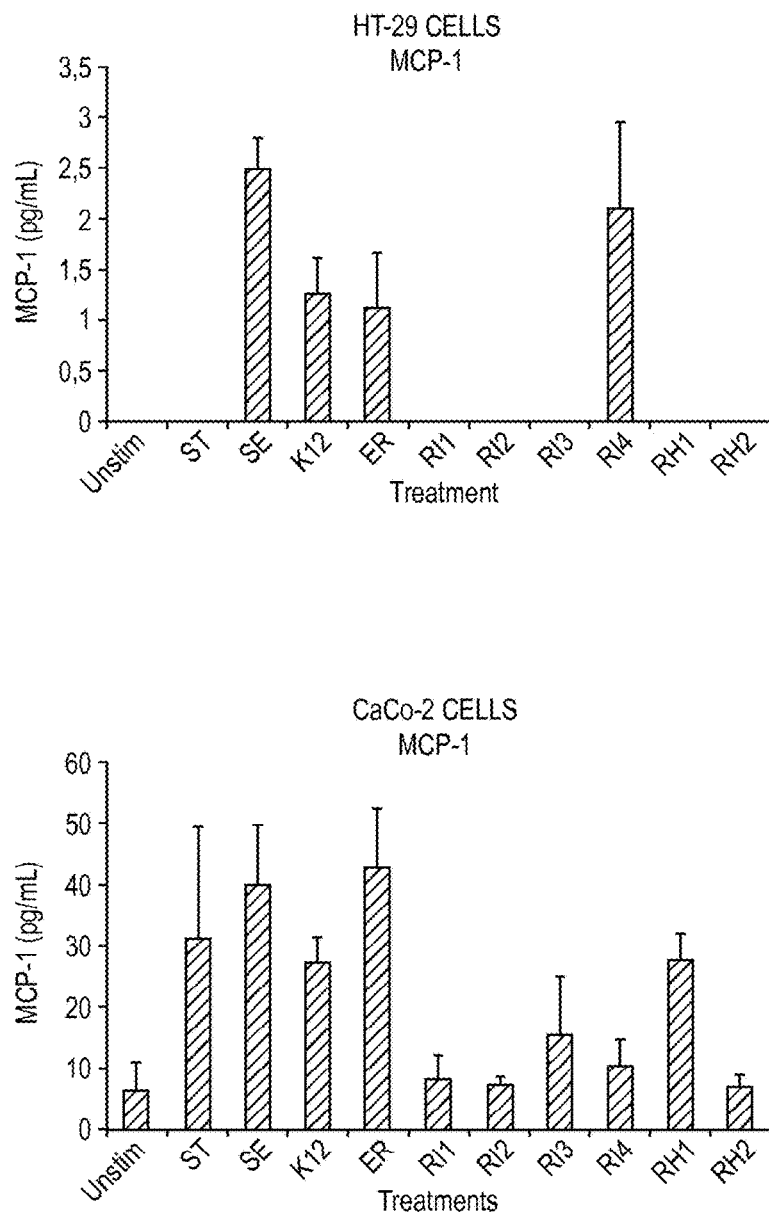 HT-29 CELLS
MCP-1
MCP-1 (pg/mL)
3,5
3
2,5
2
1,5
1
0,5
0
Unstim ST SE K12 ER RI1 RI2 RI3 RI4 RH1 RH2
Treatment
CaCo-2 CELLS
MCP-1
MCP-1 (pg/mL)
60
50
40
30
20
10
0
Unstim ST SE K12 ER RI1 RI2 RI3 RI4 RH1 RH2
Treatments